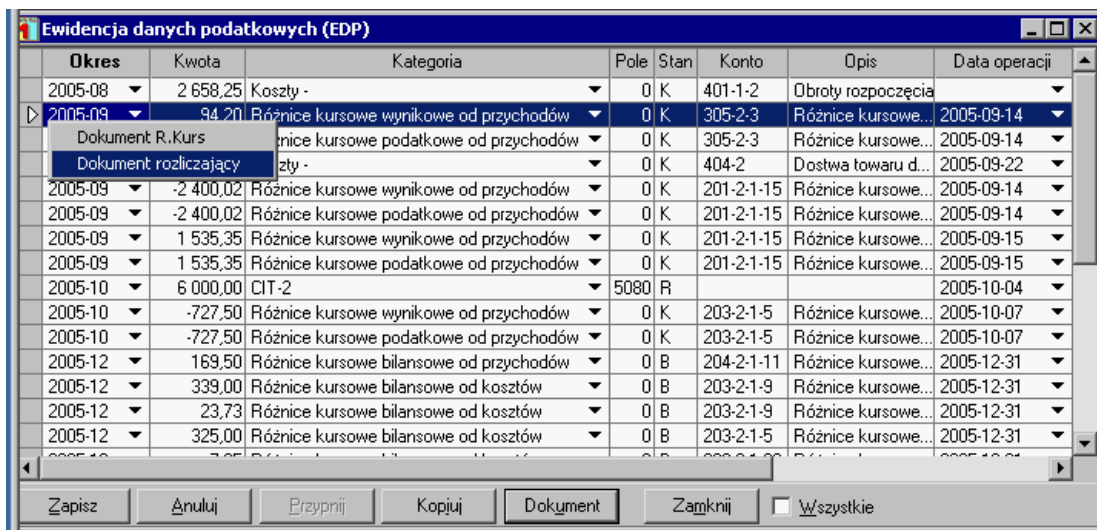 Ewidencja danych podatkowych (EDP)
Okres Kwota Kategoria Pole Stan Konto Opis Data operacji
2005-08 2 658,25 Koszty - 0 K 401-1-2 Obroty rozpoczęcia
2005-09 94,20 Różnice kursowe wynikowe od przychodów 0 K 305-2-3 Różnice kursowe... 2005-09-14
Dokument R.Kurs żnice kursowe podatkowe od przychodów 0 K 305-2-3 Różnice kursowe... 2005-09-14
Dokument rozliczający zty - 0 K 404-2 Dostwa towaru d... 2005-09-22
2005-09 -2 400,02 Różnice kursowe wynikowe od przychodów 0 K 201-2-1-15 Różnice kursowe... 2005-09-14
2005-09 -2 400,02 Różnice kursowe podatkowe od przychodów 0 K 201-2-1-15 Różnice kursowe... 2005-09-14
2005-09 1 535,35 Różnice kursowe wynikowe od przychodów 0 K 201-2-1-15 Różnice kursowe... 2005-09-15
2005-09 1 535,35 Różnice kursowe podatkowe od przychodów 0 K 201-2-1-15 Różnice kursowe... 2005-09-15
2005-10 6 000,00 CIT-2 5080 R 2005-10-04
2005-10 -727,50 Różnice kursowe wynikowe od przychodów 0 K 203-2-1-5 Różnice kursowe... 2005-10-07
2005-10 -727,50 Różnice kursowe podatkowe od przychodów 0 K 203-2-1-5 Różnice kursowe... 2005-10-07
2005-12 169,50 Różnice kursowe bilansowe od przychodów 0 B 204-2-1-11 Różnice kursowe... 2005-12-31
2005-12 339,00 Różnice kursowe bilansowe od kosztów 0 B 203-2-1-9 Różnice kursowe... 2005-12-31
2005-12 23,73 Różnice kursowe bilansowe od kosztów 0 B 203-2-1-9 Różnice kursowe... 2005-12-31
2005-12 325,00 Różnice kursowe bilansowe od kosztów 0 B 203-2-1-5 Różnice kursowe... 2005-12-31
Zapisz Anuluj Przypnij Kopiuj Dokument Zamknij Wszystkie